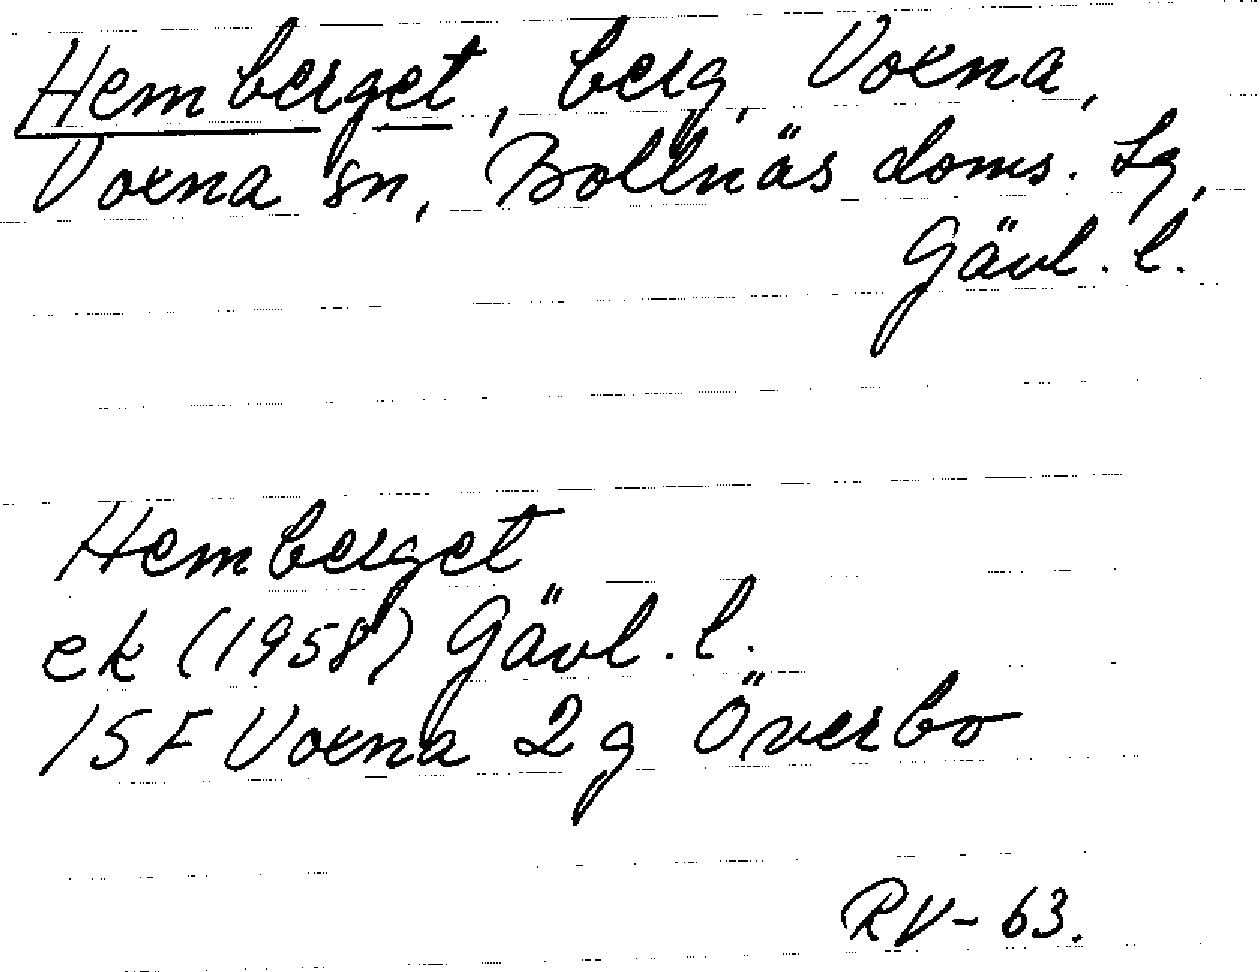 Hemberget, berg, Voxna,
Voxna sn, Bollnäs doms. lg,
Gävl. l.
Hemberget
ek (1958) Gävl. l.
15F Voxna 2g Överbo
RV-63.